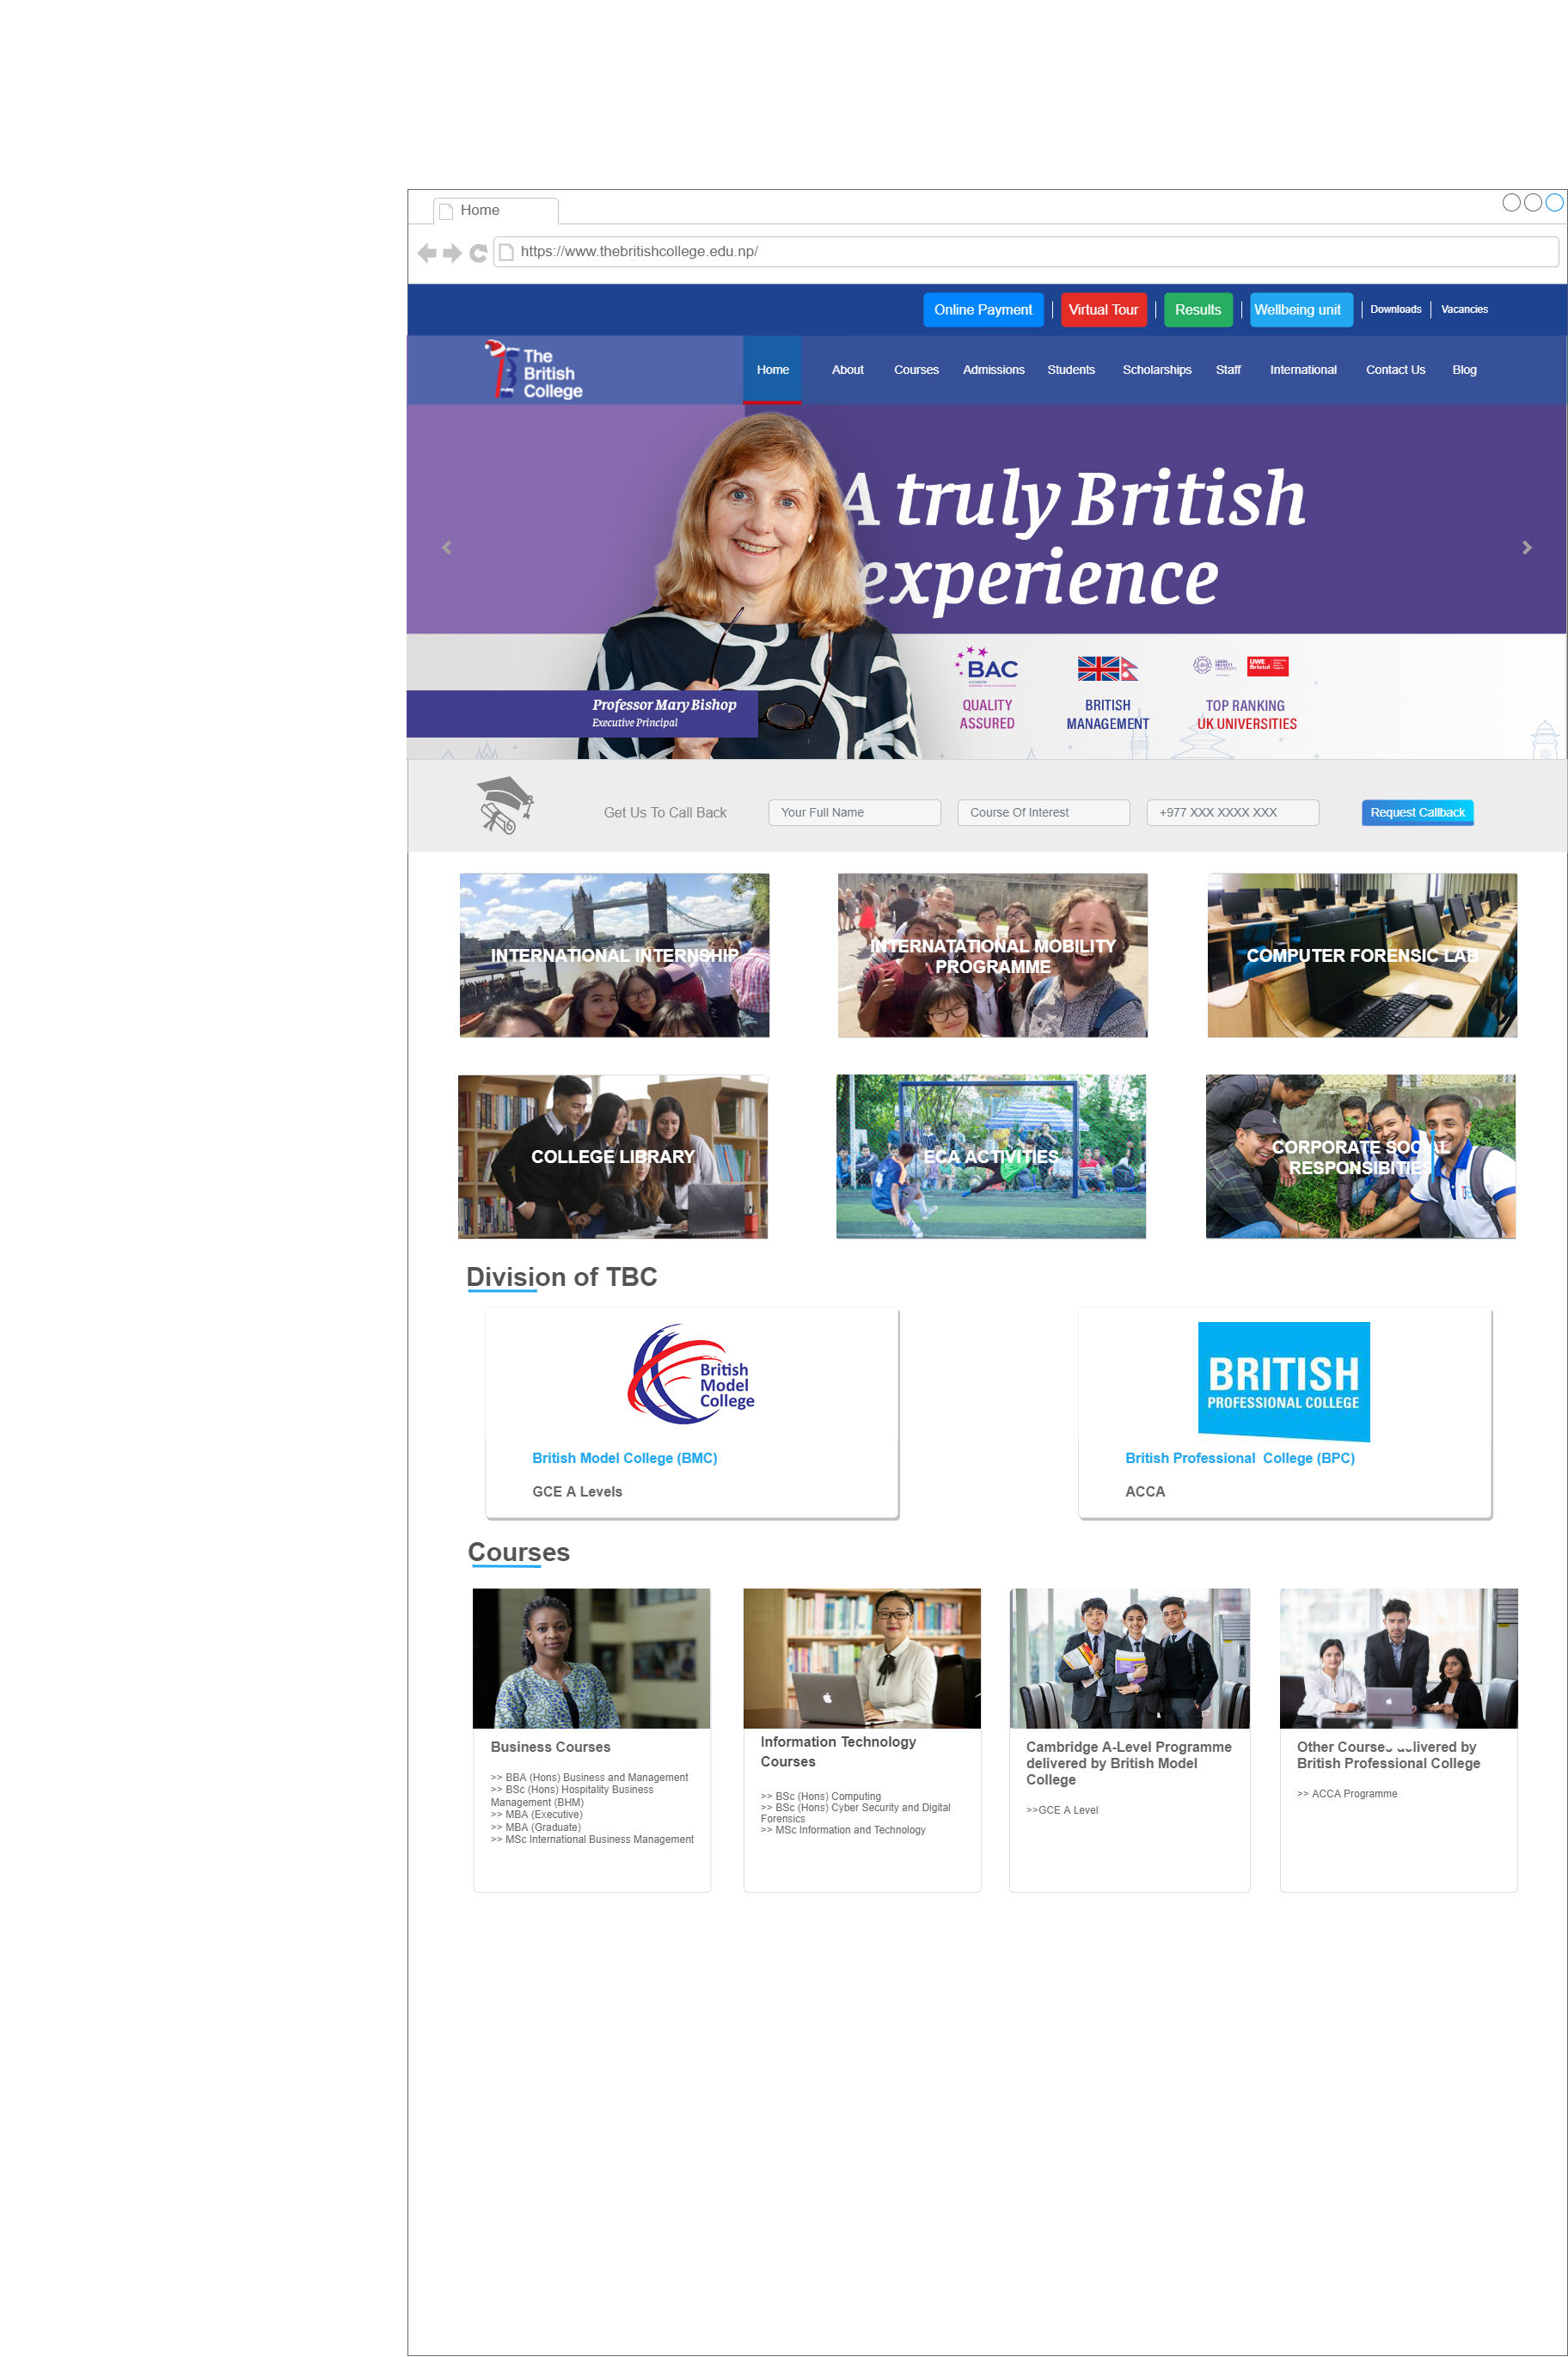 Home
https://www.thebritishcollege.edu.np/
Online Payment
Virtual Tour
Results
Wellbeing unit
Downloads
Vacancies
The
British
College
Home
About
Courses
Admissions
Students
Scholarships
Staff
International
Contact Us
Blog
A truly British
experience
Professor Mary Bishop
Executive Principal
BAC
QUALITY
ASSURED
BRITISH
MANAGEMENT
UWE
Bristol
TOP RANKING
UK UNIVERSITIES
Get Us To Call Back
Your Full Name
Course Of Interest
+977 XXX XXXX XXX
Request Callback
INTERNATIONAL INTERNSHIP
INTERNATATIONAL MOBILITY
PROGRAMME
COMPUTER FORENSIC LAB
COLLEGE LIBRARY
ECA ACTIVITIES
CORPORATE SOCIAL
RESPONSIBITIES
Division of TBC
British
Model
College
British Model College (BMC)
GCE A Levels
BRITISH
PROFESSIONAL COLLEGE
British Professional College (BPC)
ACCA
Courses
Business Courses
>> BBA (Hons) Business and Management
>> BSc (Hons) Hospitality Business
Management (BHM)
>> MBA (Executive)
>> MBA (Graduate)
>> MSc International Business Management
Information Technology
Courses
>> BSc (Hons) Computing
>> BSc (Hons) Cyber Security and Digital
Forensics
>> MSc Information and Technology
Cambridge A-Level Programme
delivered by British Model
College
>>GCE A Level
Other Courses delivered by
British Professional College
>> ACCA Programme